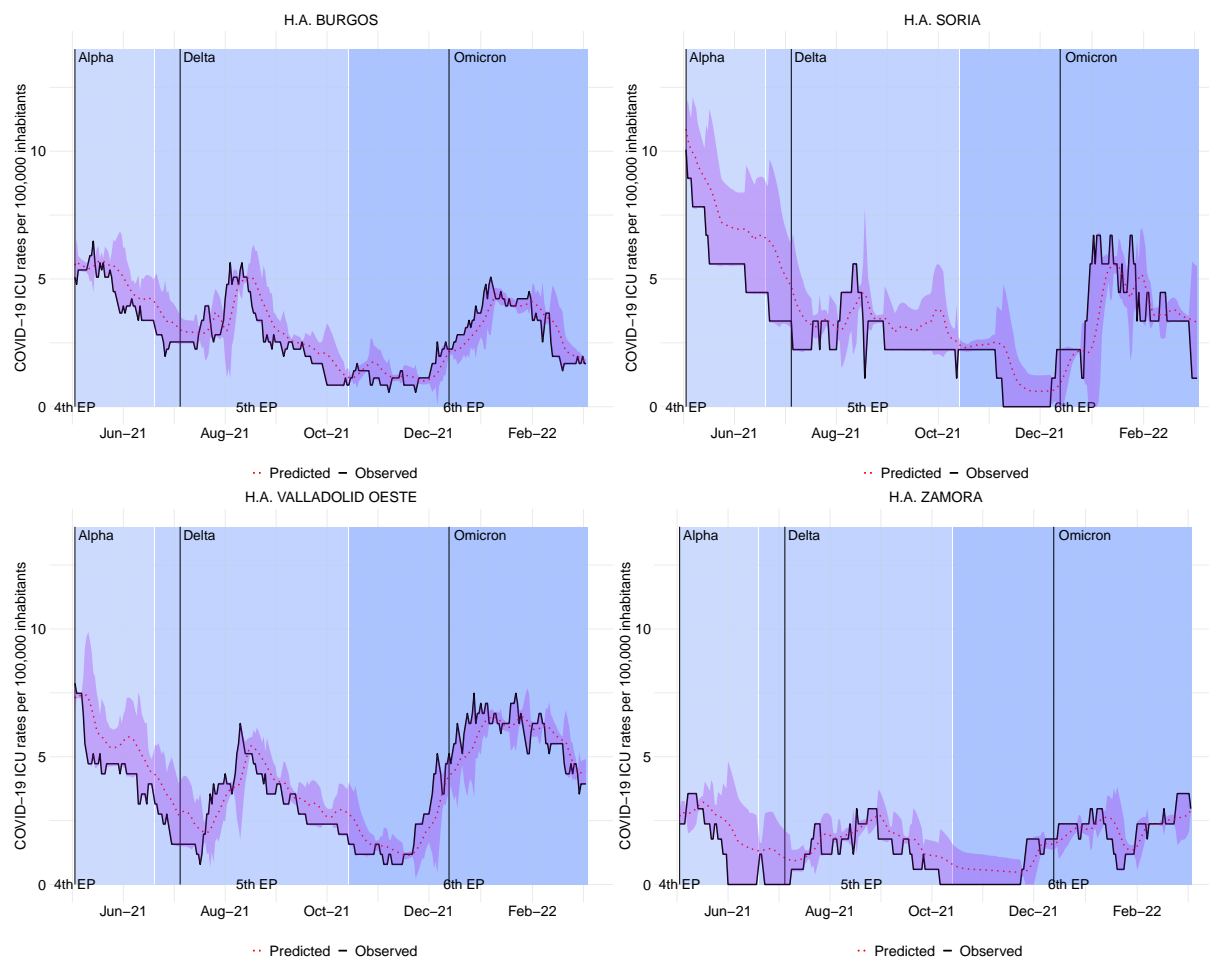 H.A. BURGOS
COVID−19 ICU rates per 100,000 inhabitants
10
5
0
Alpha
Delta
Omicron
4th EP
5th EP
6th EP
Jun−21
Aug−21
Oct−21
Dec−21
Feb−22
Predicted
Observed
H.A. SORIA
COVID−19 ICU rates per 100,000 inhabitants
10
5
0
Alpha
Delta
Omicron
4th EP
5th EP
6th EP
Jun−21
Aug−21
Oct−21
Dec−21
Feb−22
Predicted
Observed
H.A. VALLADOLID OESTE
COVID−19 ICU rates per 100,000 inhabitants
10
5
0
Alpha
Delta
Omicron
4th EP
5th EP
6th EP
Jun−21
Aug−21
Oct−21
Dec−21
Feb−22
Predicted
Observed
H.A. ZAMORA
COVID−19 ICU rates per 100,000 inhabitants
10
5
0
Alpha
Delta
Omicron
4th EP
5th EP
6th EP
Jun−21
Aug−21
Oct−21
Dec−21
Feb−22
Predicted
Observed